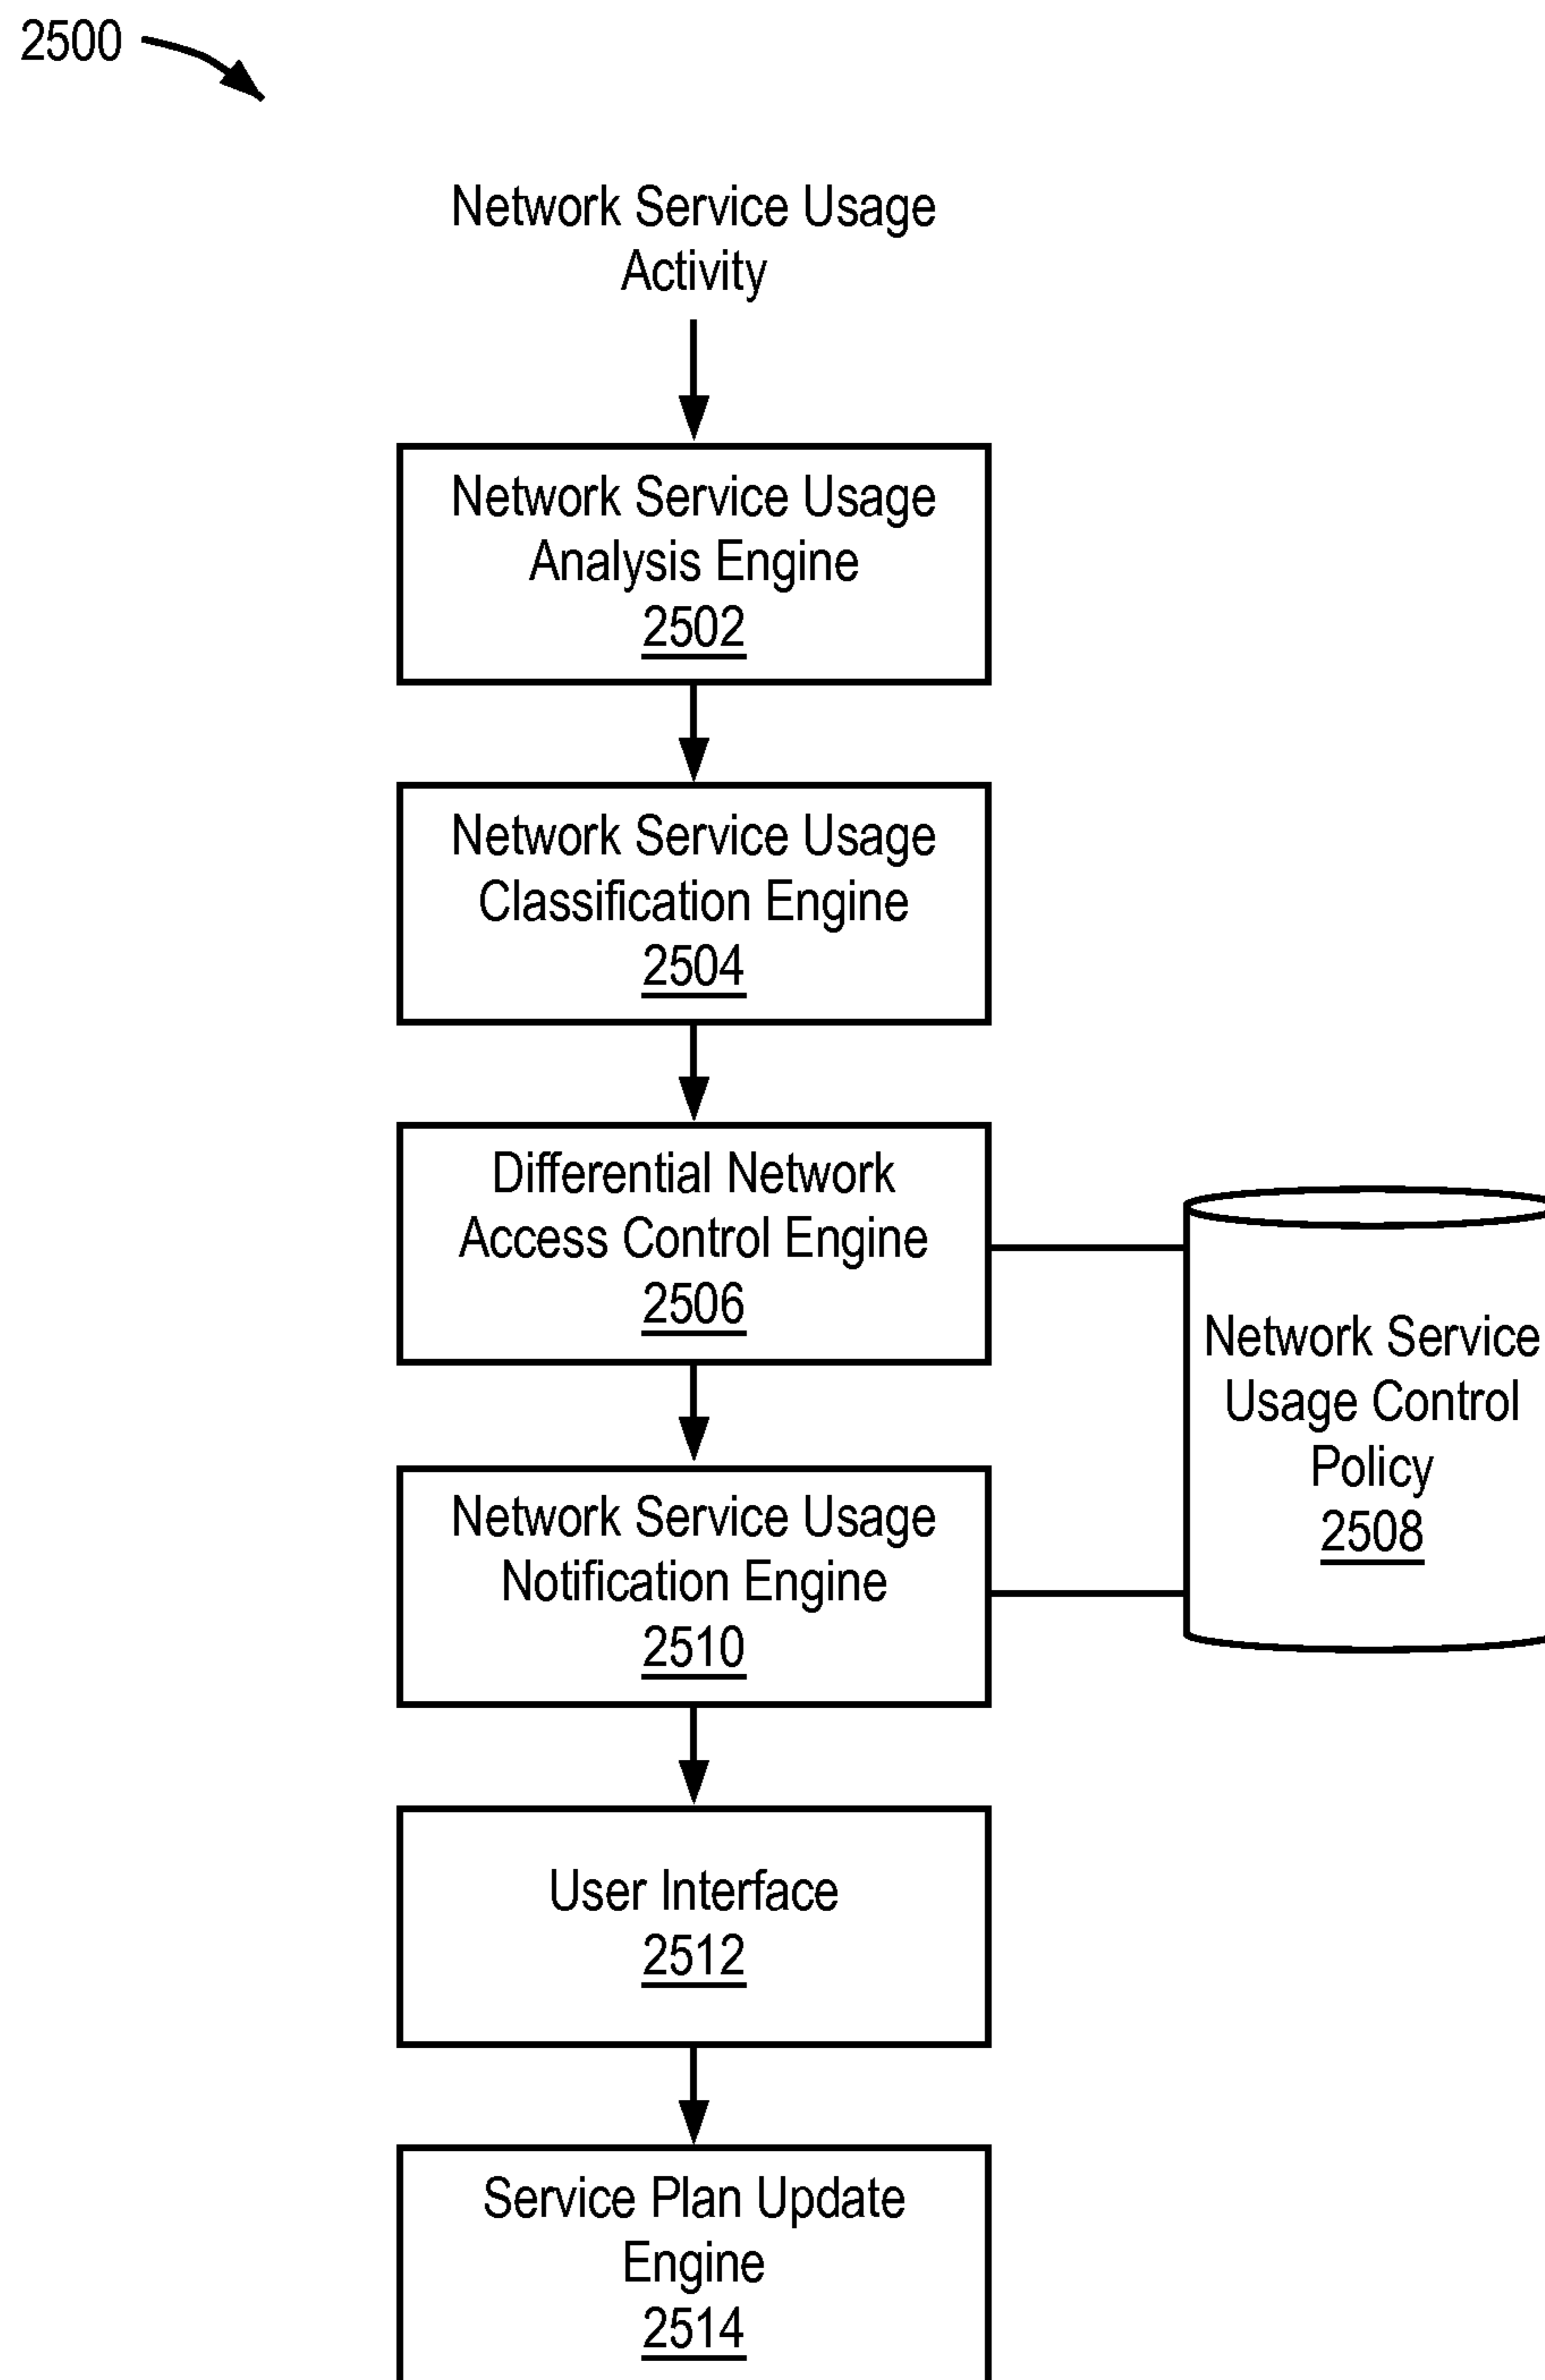 2500
Network Service Usage
Activity
Network Service Usage
Analysis Engine
2502
Network Service Usage
Classification Engine
2504
Differential Network
Access Control Engine
2506
Network Service
Usage Control
Policy
2508
Network Service Usage
Notification Engine
2510
User Interface
2512
Service Plan Update
Engine
2514